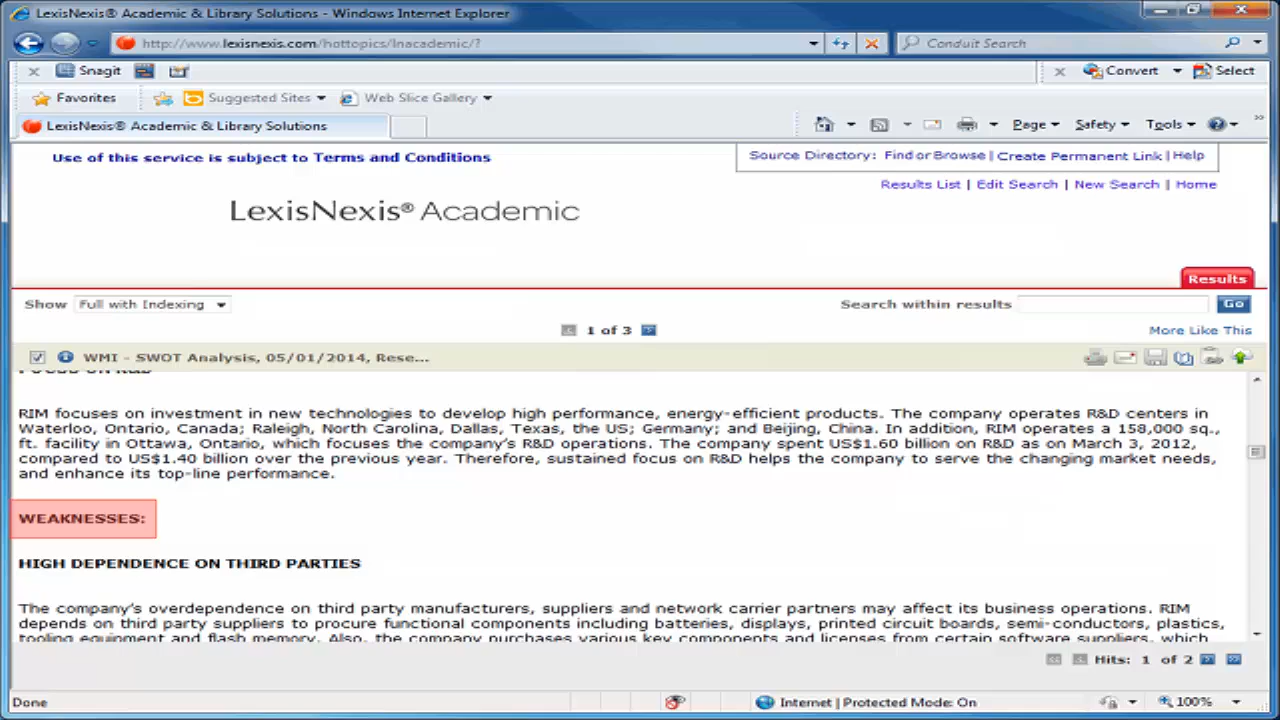 LexisNexis® Academic & Library Solutions - Windows Internet Explorer
http://www.lexisnexis.com/hottopics/lnacademic/?
Conduit Search
Snagit
Convert
Select
Favorites
Suggested Sites
Web Slice Gallery
LexisNexis® Academic & Library Solutions
Page
Safety
Tools
Use of this service is subject to Terms and Conditions
Source Directory: Find or Browse | Create Permanent Link | Help
Results List | Edit Search | New Search | Home
LexisNexis® Academic
Results
Show Full with Indexing
Search within results
Go
1 of 3
More Like This
WMI - SWOT Analysis, 05/01/2014, Rese...
FOCUS ON R&D
RIM focuses on investment in new technologies to develop high performance, energy-efficient products. The company operates R&D centers in
Waterloo, Ontario, Canada; Raleigh, North Carolina, Dallas, Texas, the US; Germany; and Beijing, China. In addition, RIM operates a 158,000 sq.,
ft. facility in Ottawa, Ontario, which focuses the company's R&D operations. The company spent US$1.60 billion on R&D as on March 3, 2012,
compared to US$1.40 billion over the previous year. Therefore, sustained focus on R&D helps the company to serve the changing market needs,
and enhance its top-line performance.
WEAKNESSES:
HIGH DEPENDENCE ON THIRD PARTIES
The company's overdependence on third party manufacturers, suppliers and network carrier partners may affect its business operations. RIM
depends on third party suppliers to procure functional components including batteries, displays, printed circuit boards, semi-conductors, plastics,
tooling equipment and flash memory. Also, the company purchases various key components and licenses from certain software suppliers, which
Hits: 1 of 2
Done
Internet | Protected Mode: On
100%